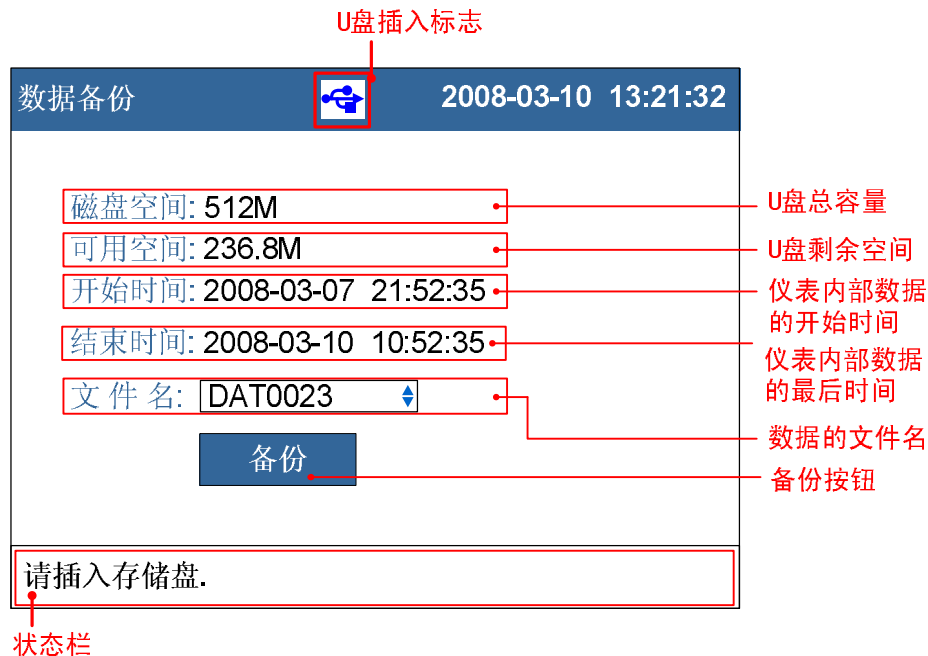 U盘插入标志
数据备份 2008-03-10 13:21:32
磁盘空间: 512M
U盘总容量
可用空间: 236.8M
U盘剩余空间
开始时间: 2008-03-07 21:52:35
仪表内部数据
的开始时间
结束时间: 2008-03-10 10:52:35
仪表内部数据
的最后时间
文件名: DAT0023
数据的文件名
备份
备份按钮
请插入存储盘.
状态栏